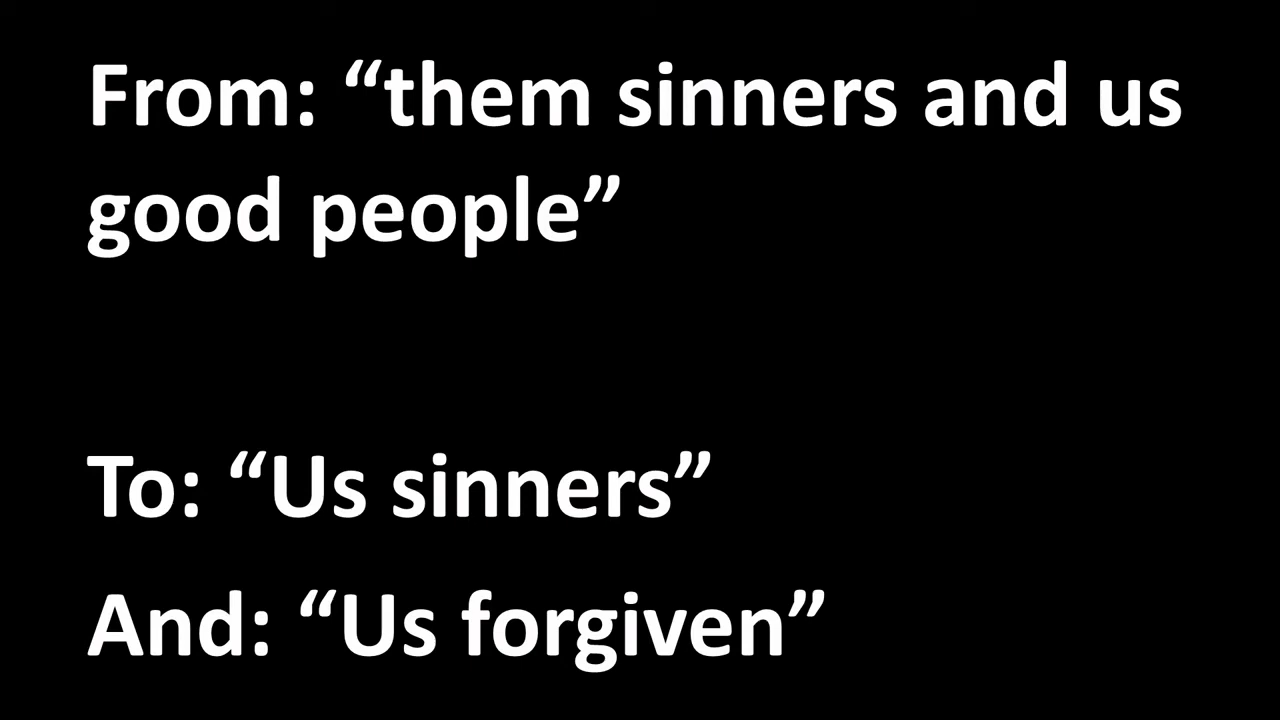 From: “them sinners and us
good people”
To: “Us sinners”
And: “Us forgiven”